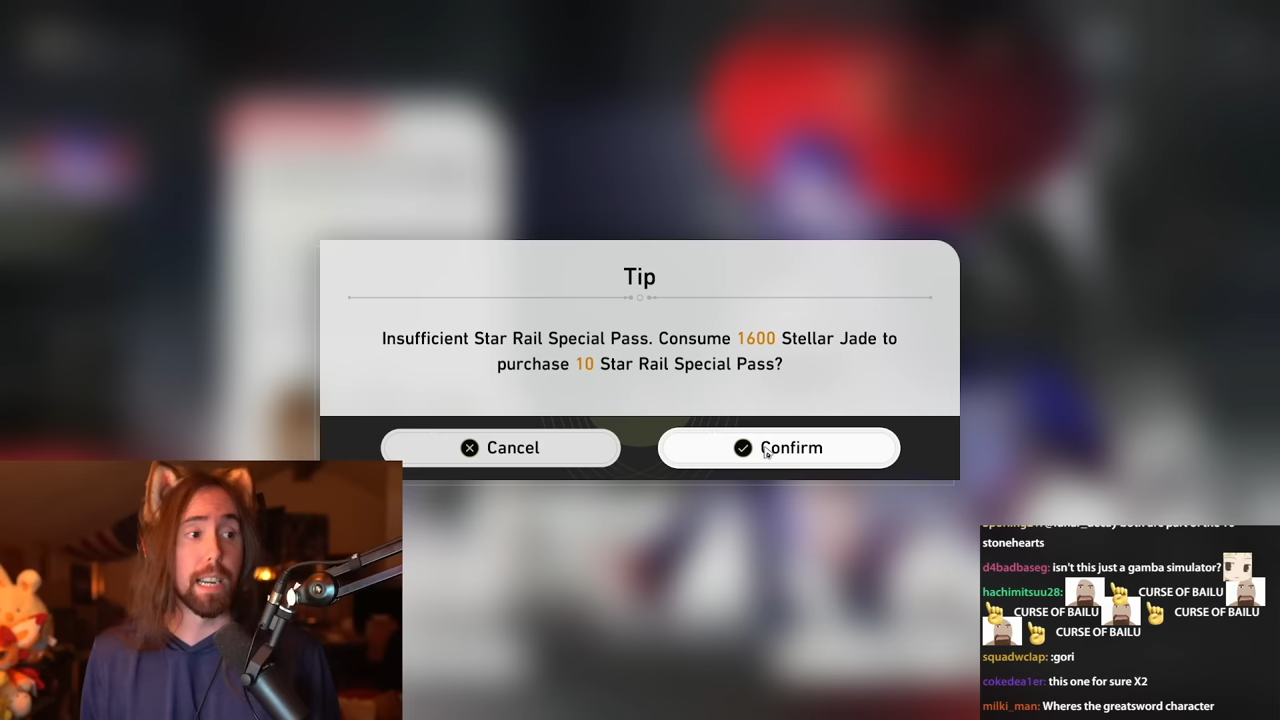 Tip
Insufficient Star Rail Special Pass. Consume 1600 Stellar Jade to
purchase 10 Star Rail Special Pass?
Cancel
Confirm
stonehearts
d4badbaseg: isn't this just a gamba simulator?
hachimitsuu28: CURSE OF BAILU
CURSE OF BAILU CURSE OF BAILU
CURSE OF BAILU
squadwclap: :gori
cokedea1er: this one for sure X2
milki_man: Wheres the greatsword character